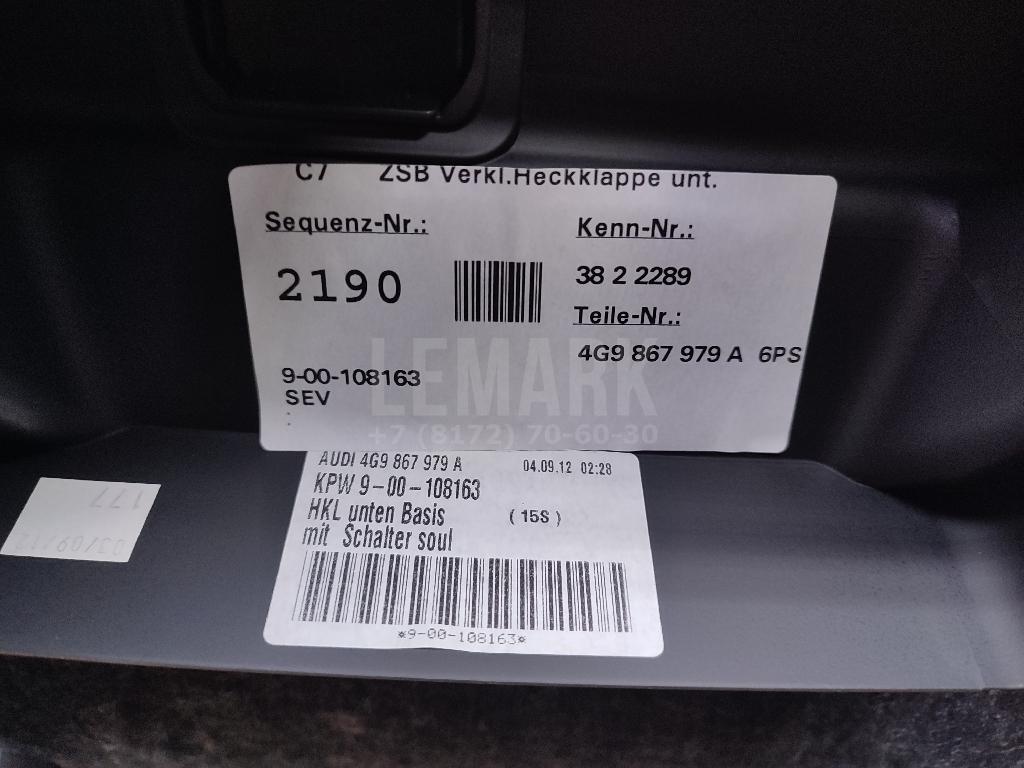 C7 ZSB Verkl.Heckklappe unt.
Sequenz-Nr.:
Kenn-Nr.:
2190
38 2 2289
Teile-Nr.:
4G9 867 979 A 6PS
9-00-108163
SEV
:
LEMARK
+7 (8172) 70-60-30
AUDI 4G9 867 979 A 04.09.12 02:28
KPW 9-00-108163
HKL unten Basis (15S)
mit Schalter soul
*9-00-108163*
177
03/09/12